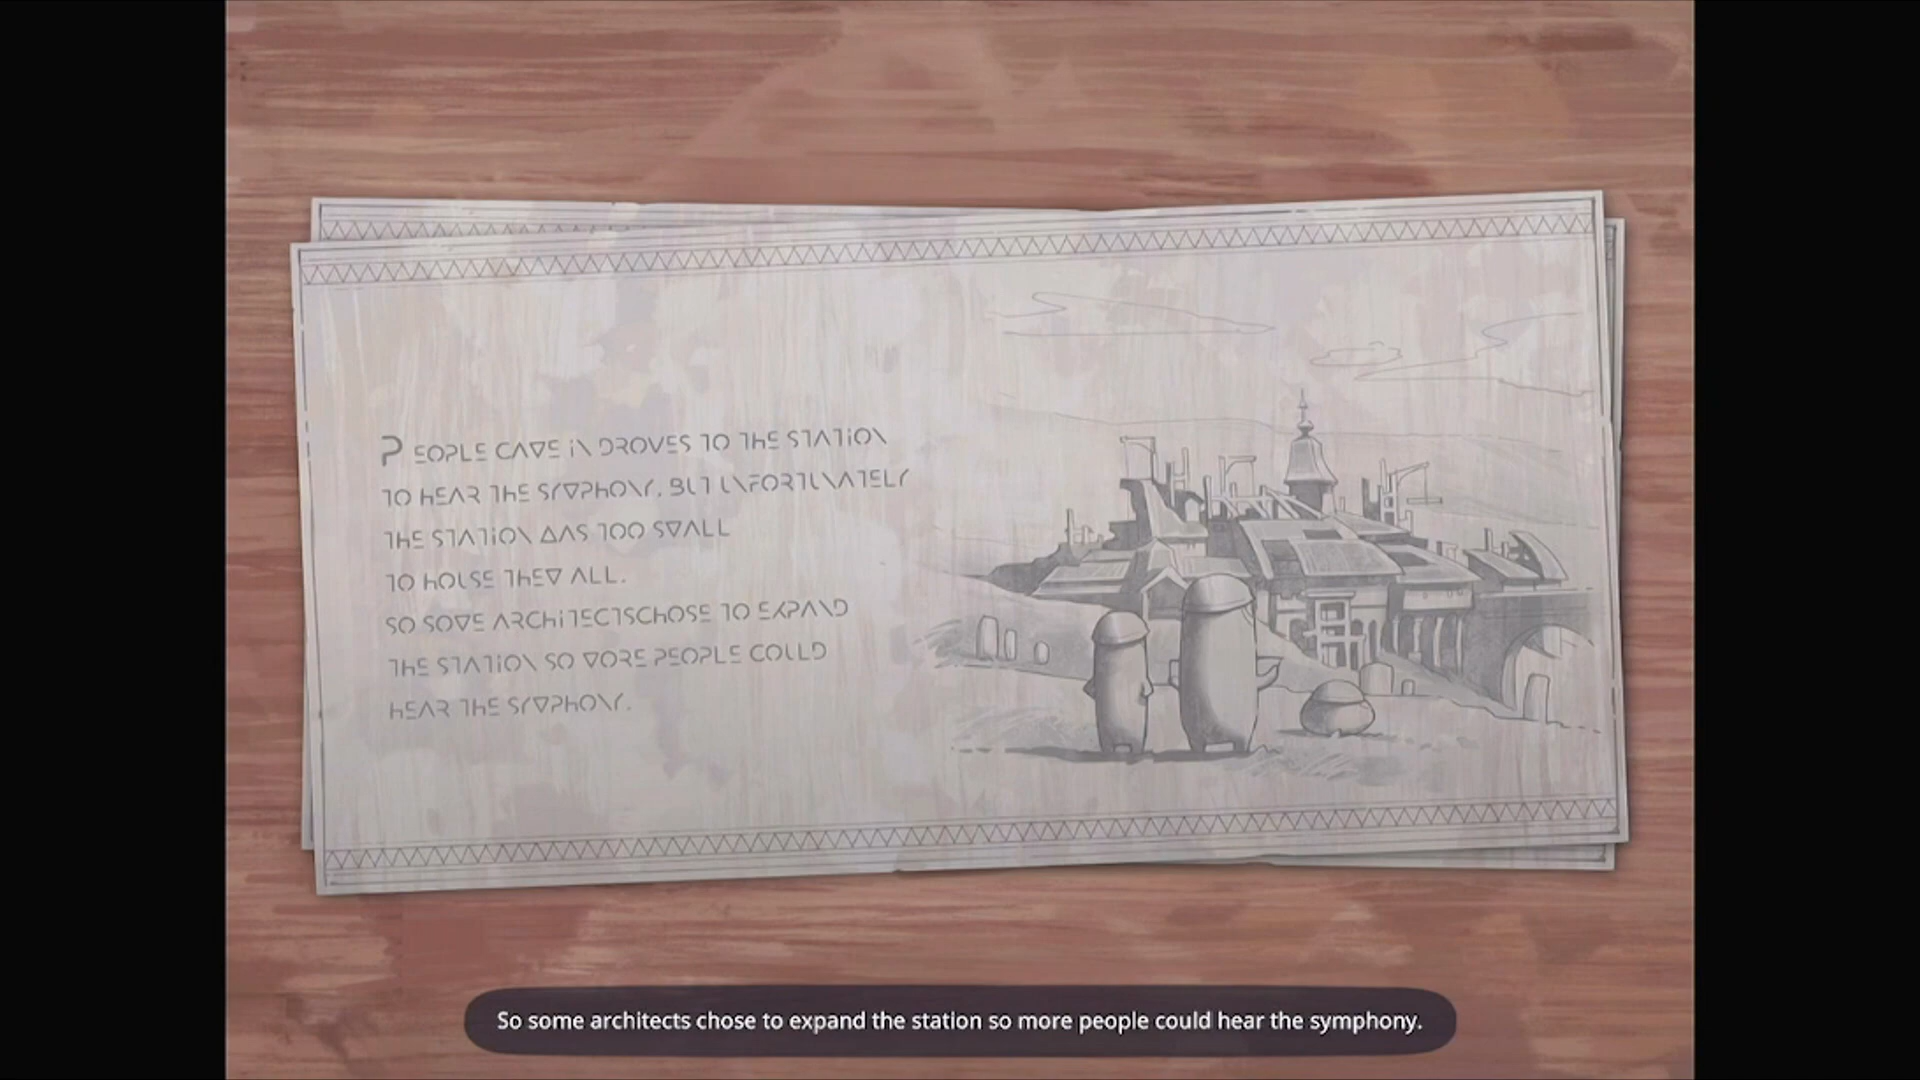 PEOPLE CAME IN DROVES TO THE STATION
TO HEAR THE SYMPHONY, BUT UNFORTUNATELY
THE STATION WAS TOO SMALL
TO HOUSE THEM ALL.
SO SOME ARCHITECTSCHOSE TO EXPAND
THE STATION SO MORE PEOPLE COULD
HEAR THE SYMPHONY.
So some architects chose to expand the station so more people could hear the symphony.